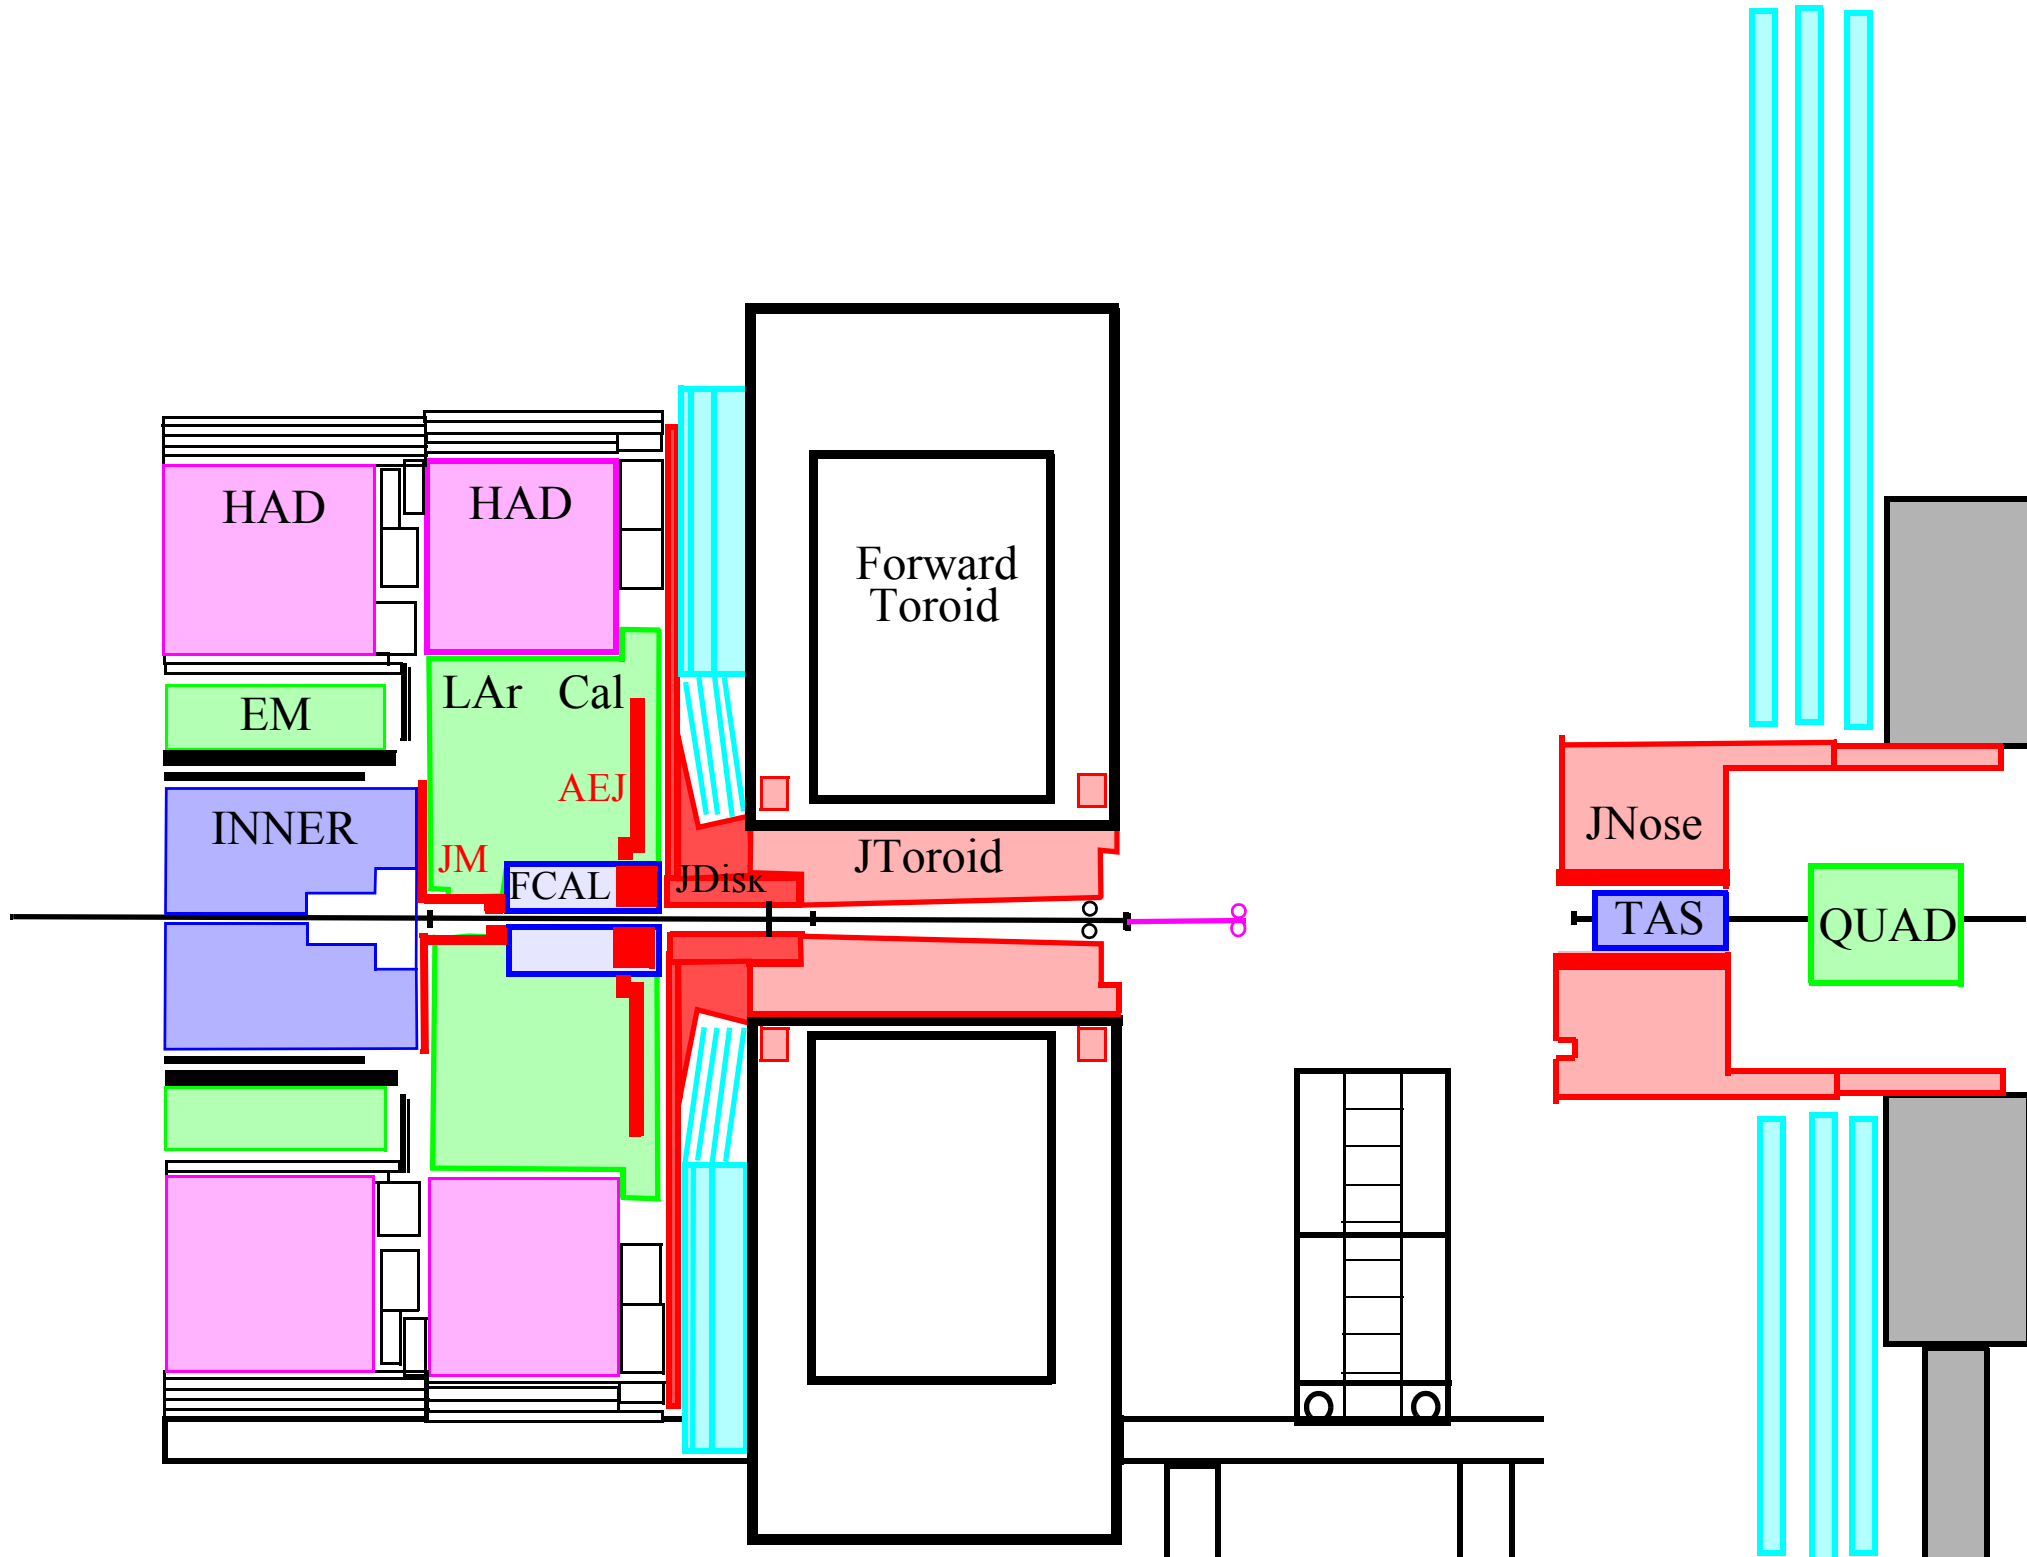 HAD
HAD
Forward
Toroid
LAr Cal
EM
AEJ
INNER
JM
FCAL
JDisk
JToroid
JNose
TAS
QUAD